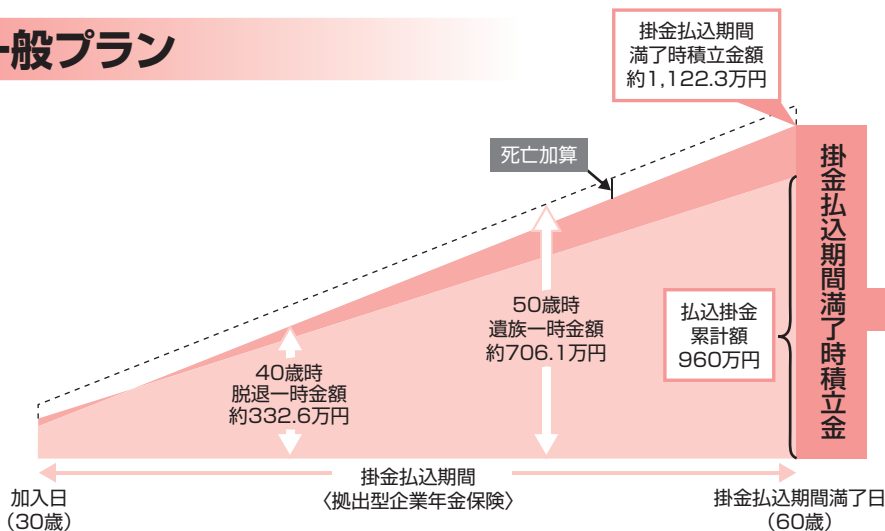 般プラン
掛金払込期間
満了時積立金額
約1,122.3万円
死亡加算
掛金払込期間満了時積立金
50歳時
遺族一時金額
約706.1万円
払込掛金
累計額
960万円
40歳時
脱退一時金額
約332.6万円
掛金払込期間
〈拠出型企業年金保険〉
加入日
（30歳）
掛金払込期間満了日
（60歳）